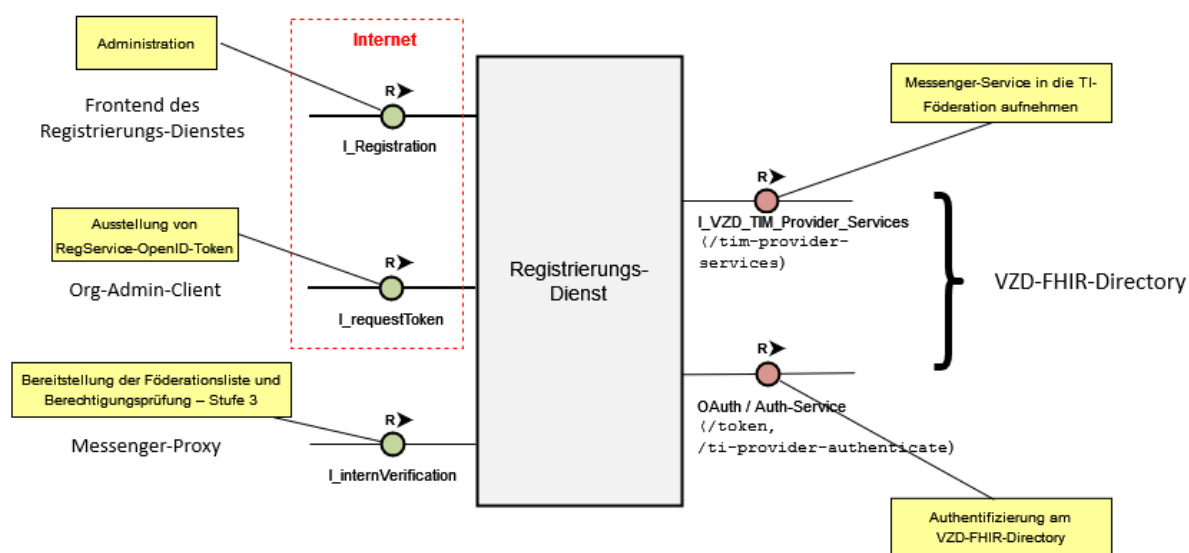 Administration
Internet
Frontend des
Registrierungs-Dienstes
R
I_Registration
Ausstellung von
RegService-OpenID-Token
Org-Admin-Client
R
I_requestToken
Bereitstellung der Föderationsliste und
Berechtigungsprüfung – Stufe 3
Messenger-Proxy
R
I_internVerification
Registrierungs-
Dienst
Messenger-Service in die TI-
Föderation aufnehmen
R
I_VZD_TIM_Provider_Services
(/tim-provider-
services)
VZD-FHIR-Directory
R
OAuth / Auth-Service
(/token,
/ti-provider-authenticate)
Authentifizierung am
VZD-FHIR-Directory